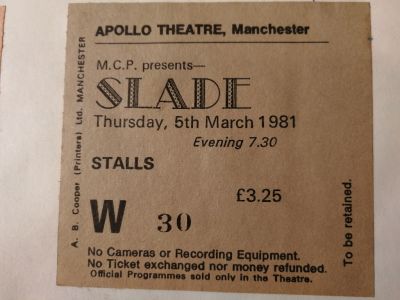 APOLLO THEATRE, Manchester
M.C.P. presents—
SLADE
Thursday, 5th March 1981
Evening 7.30
STALLS
£3.25
W 30
No Cameras or Recording Equipment.
No Ticket exchanged nor money refunded.
Official Programmes sold only in the Theatre.
A. B. Cooper (Printers) Ltd. MANCHESTER
To be retained.